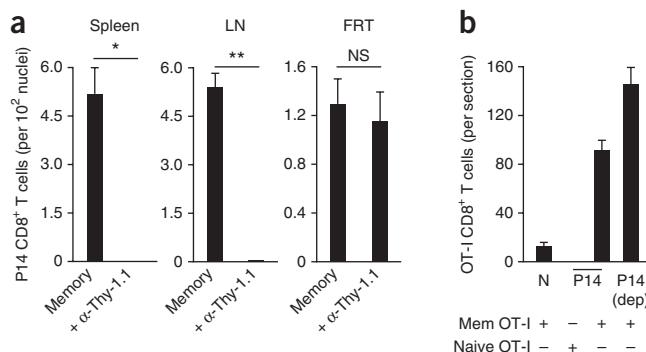 a
Spleen
LN
FRT
*
**
NS
P14 CD8⁺ T cells (per 10² nuclei)
6.0
4.5
3.0
1.5
0
6.0
4.5
3.0
1.5
0
1.6
1.2
0.8
0.4
0
Memory
+ α-Thy-1.1
Memory
+ α-Thy-1.1
Memory
+ α-Thy-1.1
b
OT-I CD8⁺ T cells (per section)
160
120
80
40
0
N P14 P14
(dep)
Mem OT-I + – + +
Naive OT-I – + – –